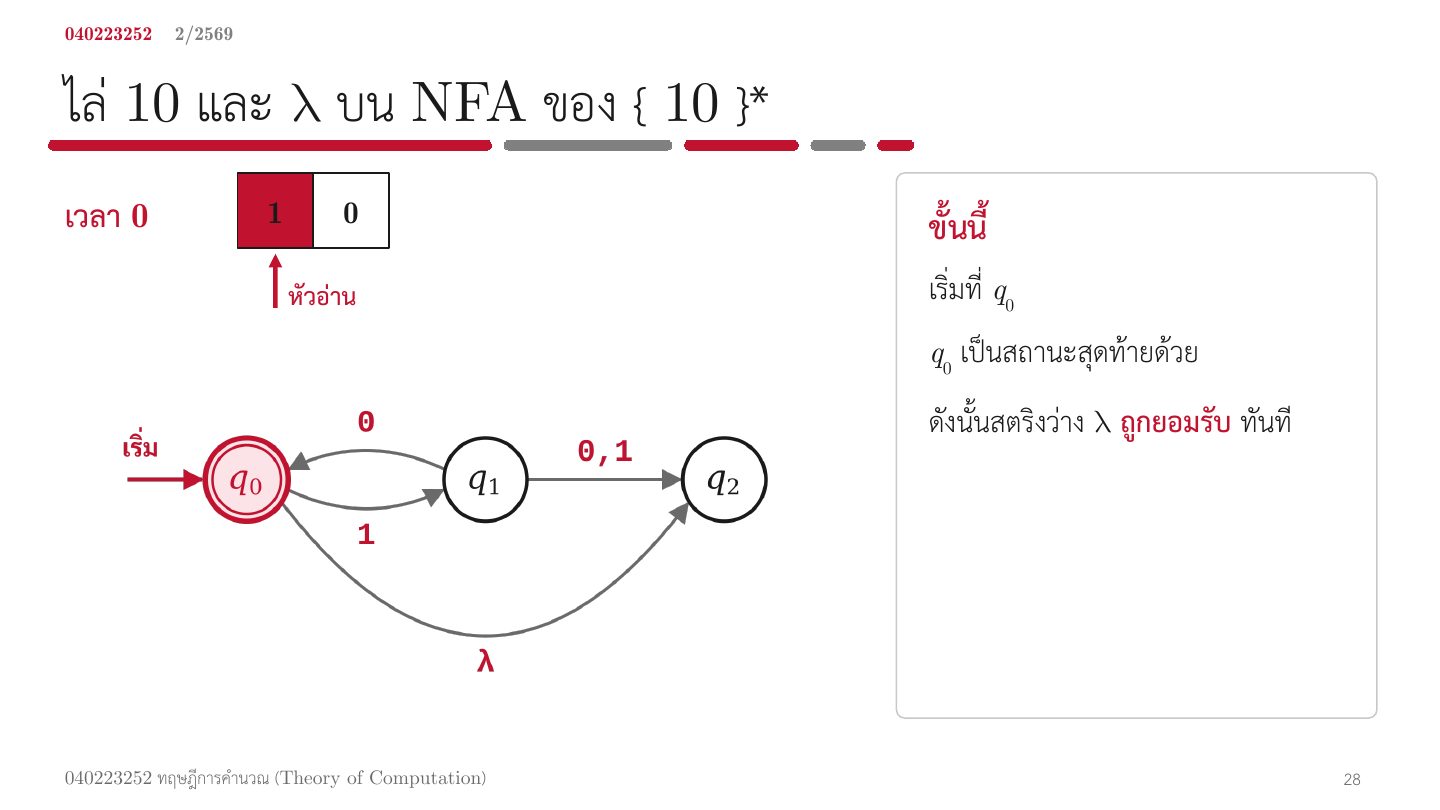 040223252 2/2569
ไล่ 10 และ λ บน NFA ของ { 10 }*
เวลา 0
1 0
หัวอ่าน
ขั้นนี้
เริ่มที่ q0
q0 เป็นสถานะสุดท้ายด้วย
ดังนั้นสตริงว่าง λ ถูกยอมรับ ทันที
0
เริ่ม
0,1
q0 q1 q2
1
λ
040223252 ทฤษฎีการคำนวณ (Theory of Computation)
28